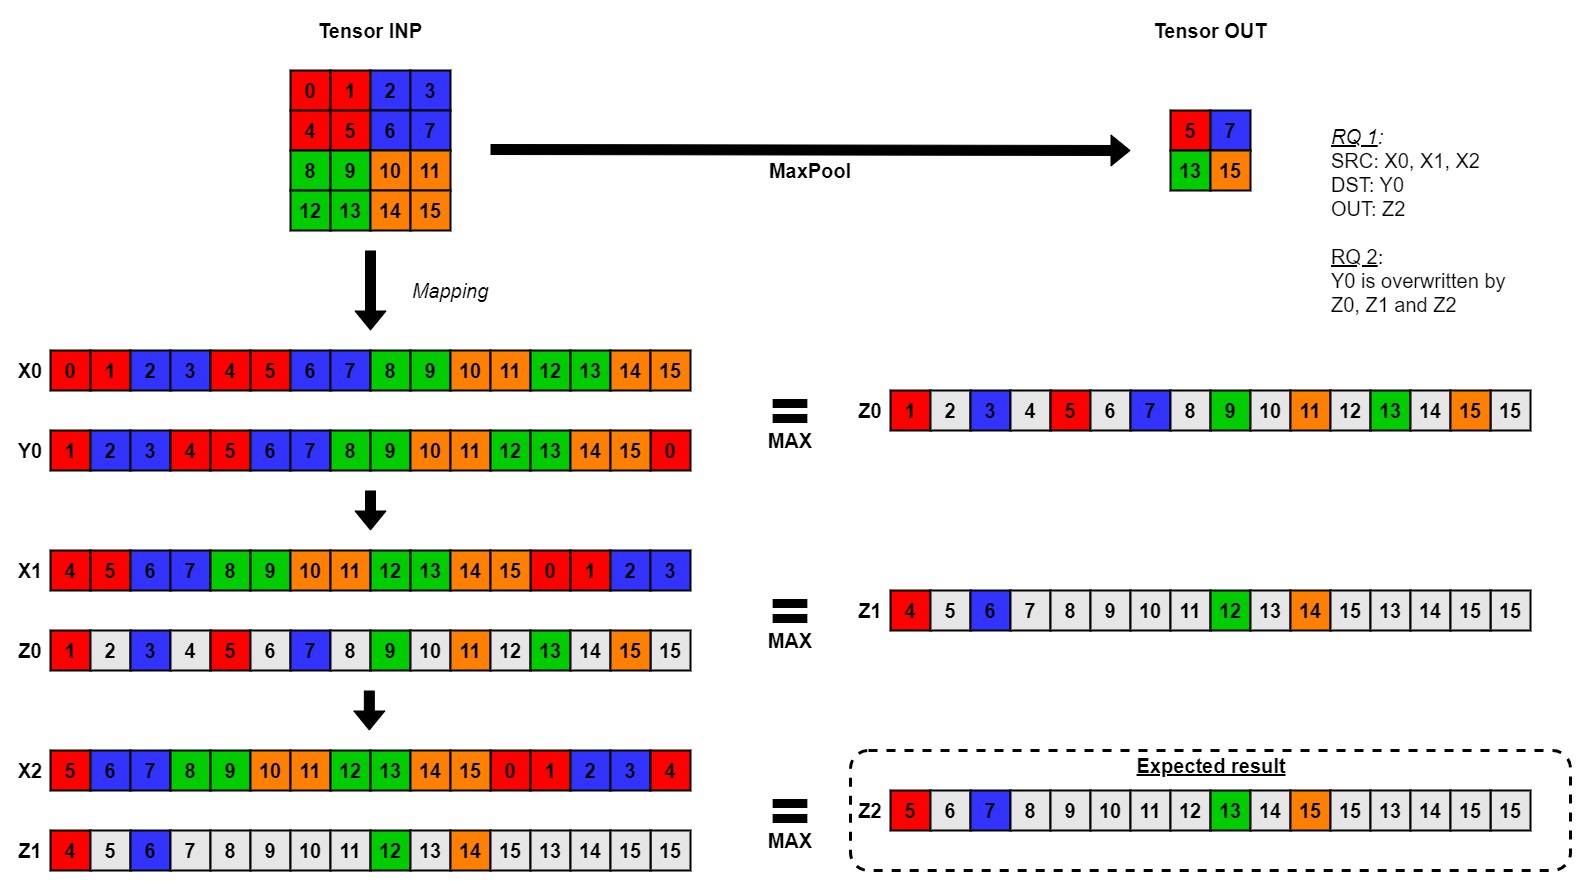 Tensor INP
Tensor OUT
0 1 2 3
4 5 6 7
8 9 10 11
12 13 14 15
MaxPool
5 7
13 15
RQ 1:
SRC: X0, X1, X2
DST: Y0
OUT: Z2
RQ 2:
Y0 is overwritten by
Z0, Z1 and Z2
Mapping
X0 0 1 2 3 4 5 6 7 8 9 10 11 12 13 14 15
Y0 1 2 3 4 5 6 7 8 9 10 11 12 13 14 15 0
MAX
Z0 1 2 3 4 5 6 7 8 9 10 11 12 13 14 15 15
X1 4 5 6 7 8 9 10 11 12 13 14 15 0 1 2 3
Z0 1 2 3 4 5 6 7 8 9 10 11 12 13 14 15 15
MAX
Z1 4 5 6 7 8 9 10 11 12 13 14 15 13 14 15 15
X2 5 6 7 8 9 10 11 12 13 14 15 0 1 2 3 4
Z1 4 5 6 7 8 9 10 11 12 13 14 15 13 14 15 15
MAX
Expected result
Z2 5 6 7 8 9 10 11 12 13 14 15 15 13 14 15 15